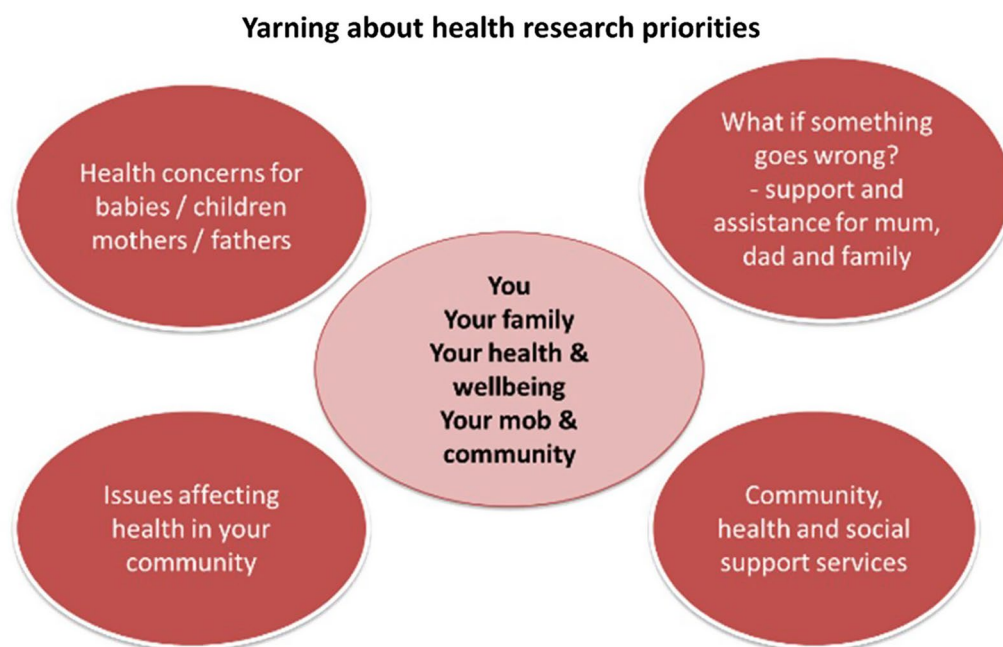 Yarning about health research priorities
Health concerns for
babies / children
mothers / fathers
What if something
goes wrong?
- support and
assistance for mum,
dad and family
You
Your family
Your health &
wellbeing
Your mob &
community
Issues affecting
health in your
community
Community,
health and social
support services